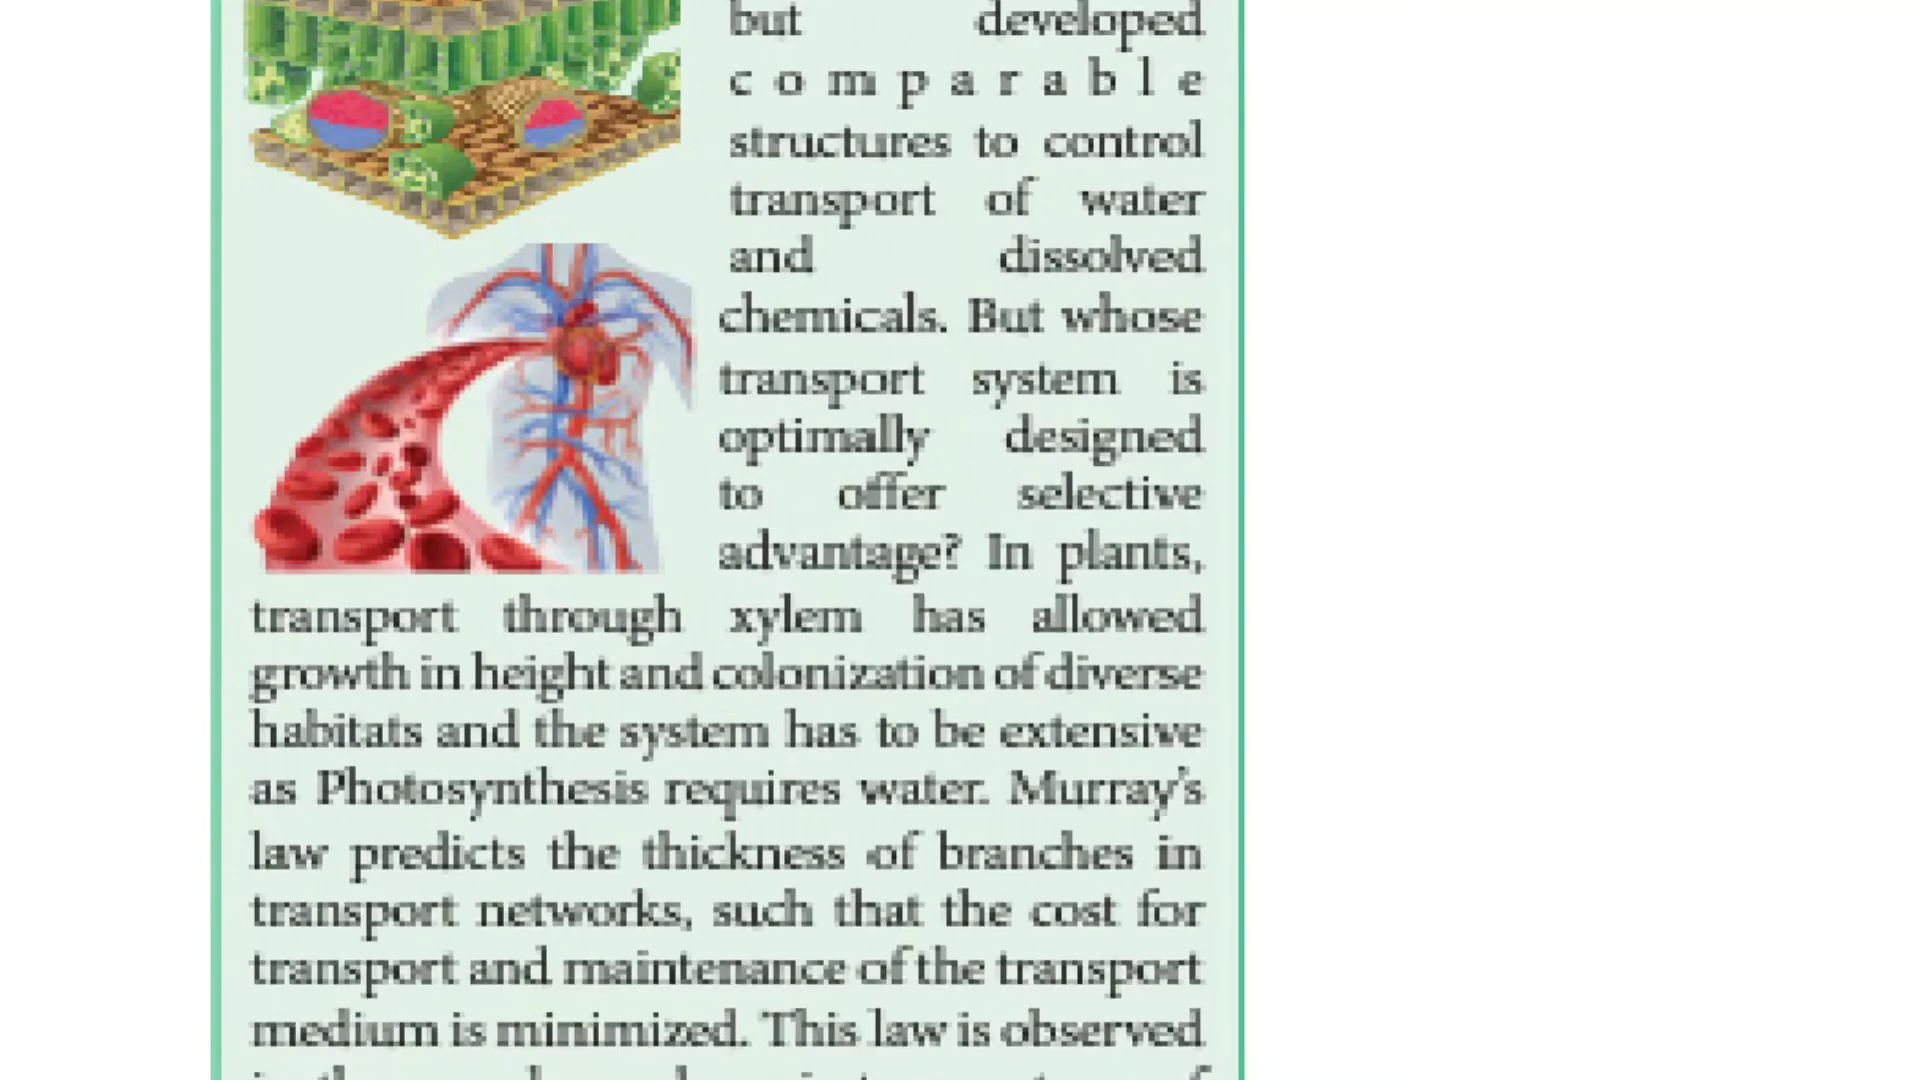 but developed
comparable
structures to control
transport of water
and dissolved
chemicals. But whose
transport system is
optimally designed
to offer selective
advantage? In plants,
transport through xylem has allowed
growth in height and colonization of diverse
habitats and the system has to be extensive
as Photosynthesis requires water. Murray's
law predicts the thickness of branches in
transport networks, such that the cost for
transport and maintenance of the transport
medium is minimized. This law is observed